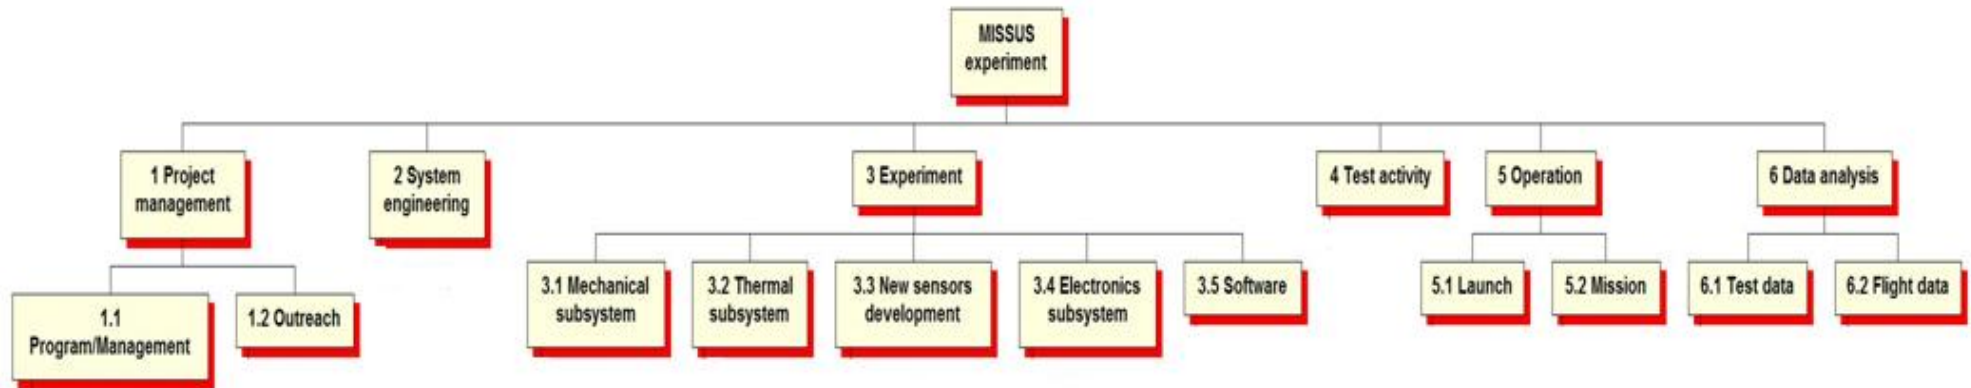 MISSUS
experiment
1 Project
management
2 System
engineering
3 Experiment
4 Test activity
5 Operation
6 Data analysis
1.1
Program/Management
1.2 Outreach
3.1 Mechanical
subsystem
3.2 Thermal
subsystem
3.3 New sensors
development
3.4 Electronics
subsystem
3.5 Software
5.1 Launch
5.2 Mission
6.1 Test data
6.2 Flight data